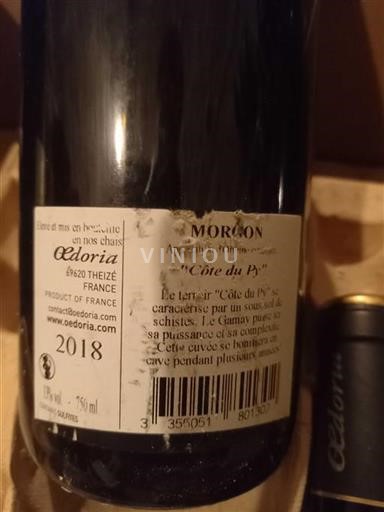 Elevé et mis en bouteille
en nos chais
Œdoria
69620 THEIZÉ
FRANCE
PRODUCT OF FRANCE
contact@oedoria.com
www.oedoria.com
2018
13% vol. - 750 ml
SULFITES
MORGON
"Côte du Py"
Le terroir "Côte du Py" se
caractérise par un sous sol de
schistes. Le Gamay puise ici
sa puissance et sa complexité
Cette cuvée se bonifiera en
cave pendant plusieurs années
3 355051 80130
VINIOU
Œdoria